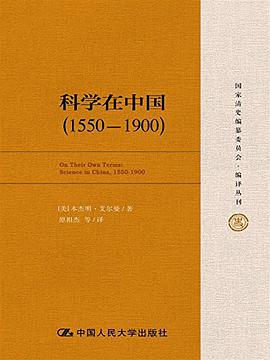 科学在中国
(1550—1900)
On Their Own Terms:
Science in China, 1550-1900
[美]本杰明·艾尔曼 著
原祖杰 等 译
国家清史编纂委员会·编译丛刊
中国人民大学出版社